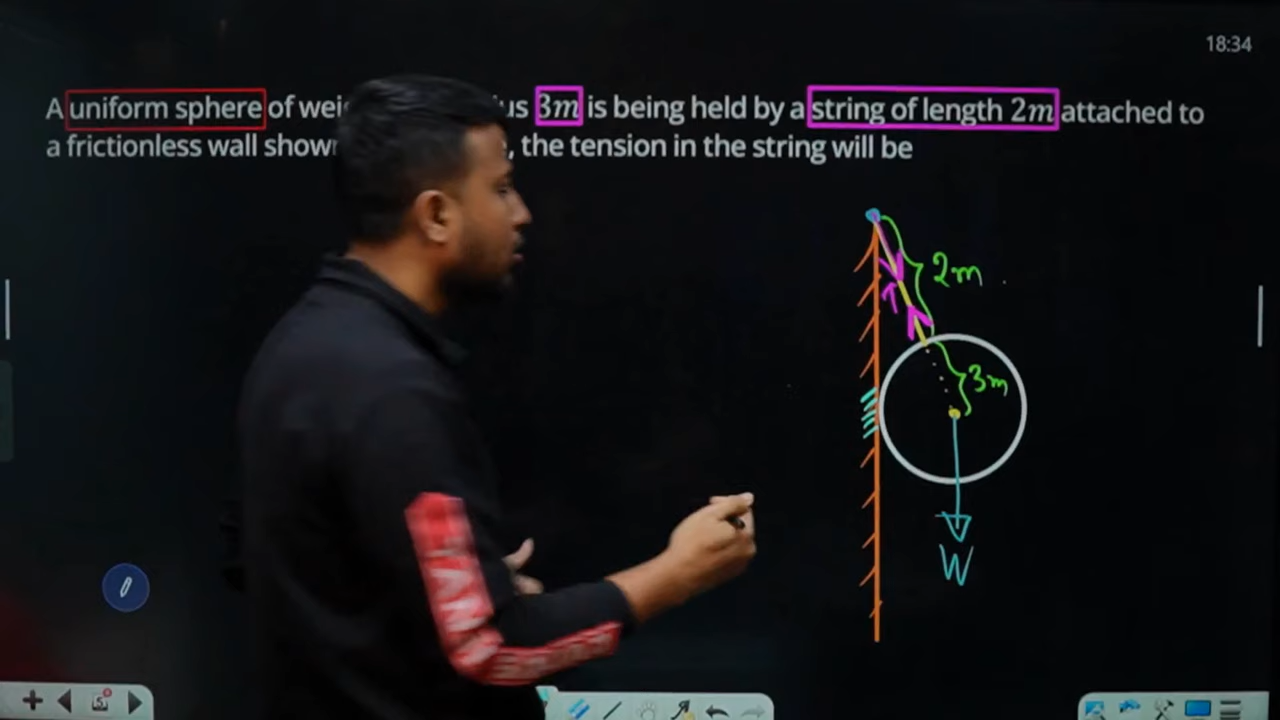 18:34
A uniform sphere of wei us 3m is being held by a string of length 2m attached to
a frictionless wall show , the tension in the string will be
2m
3m
W